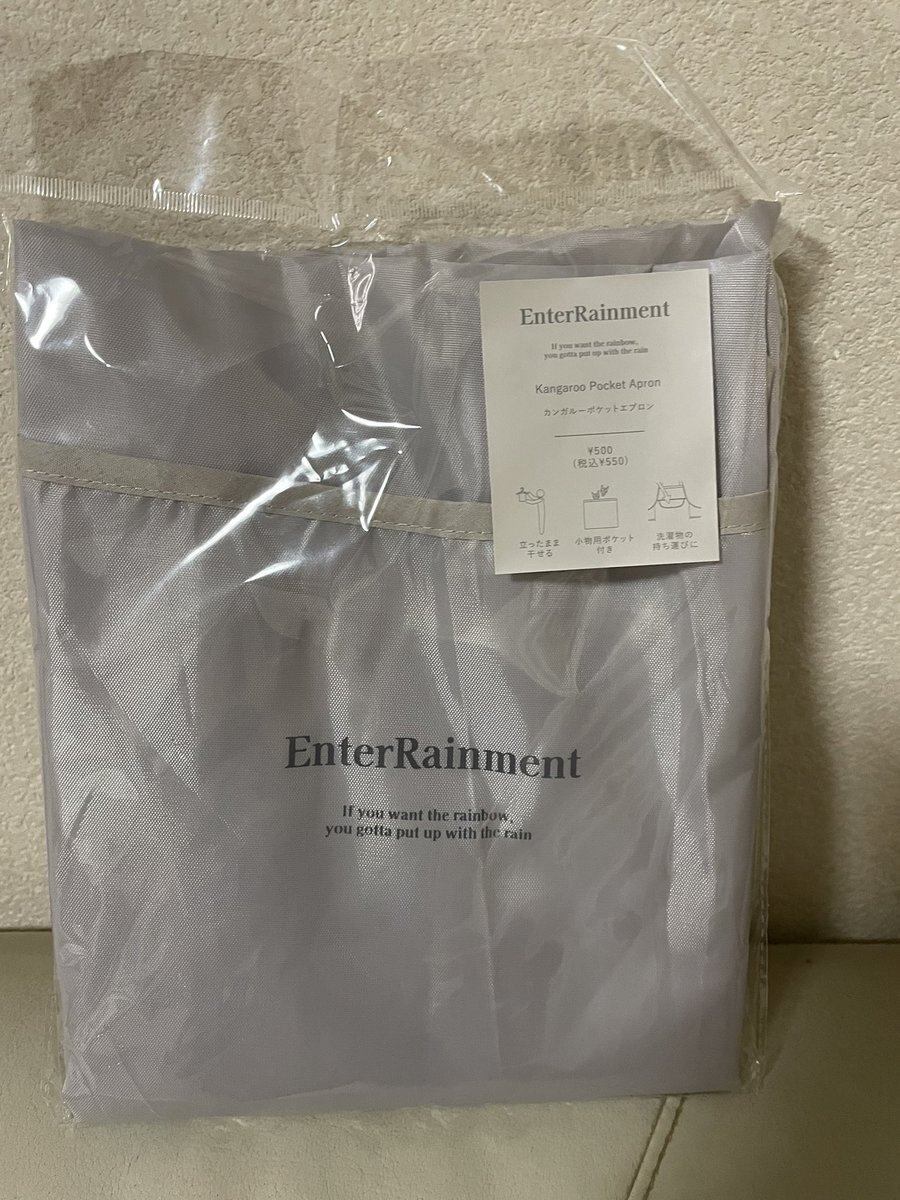 EnterRainment
If you want the rainbow,
you gotta put up with the rain
Kangaroo Pocket Apron
カンガルーポケットエプロン
¥500
(税込¥550)
立ったまま
干せる
小物用ポケット
付き
洗濯物の
持ち運びに
EnterRainment
If you want the rainbow,
you gotta put up with the rain